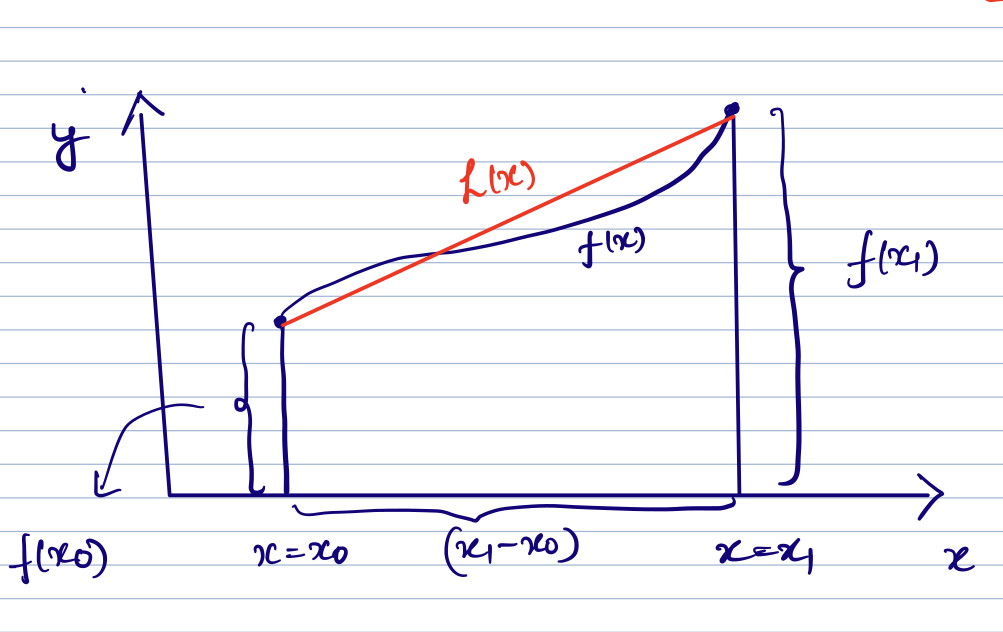 y
L(x)
f(x)
f(x₁)
f(x₀)
x=x₀
(x₁-x₀)
x=x₁
x